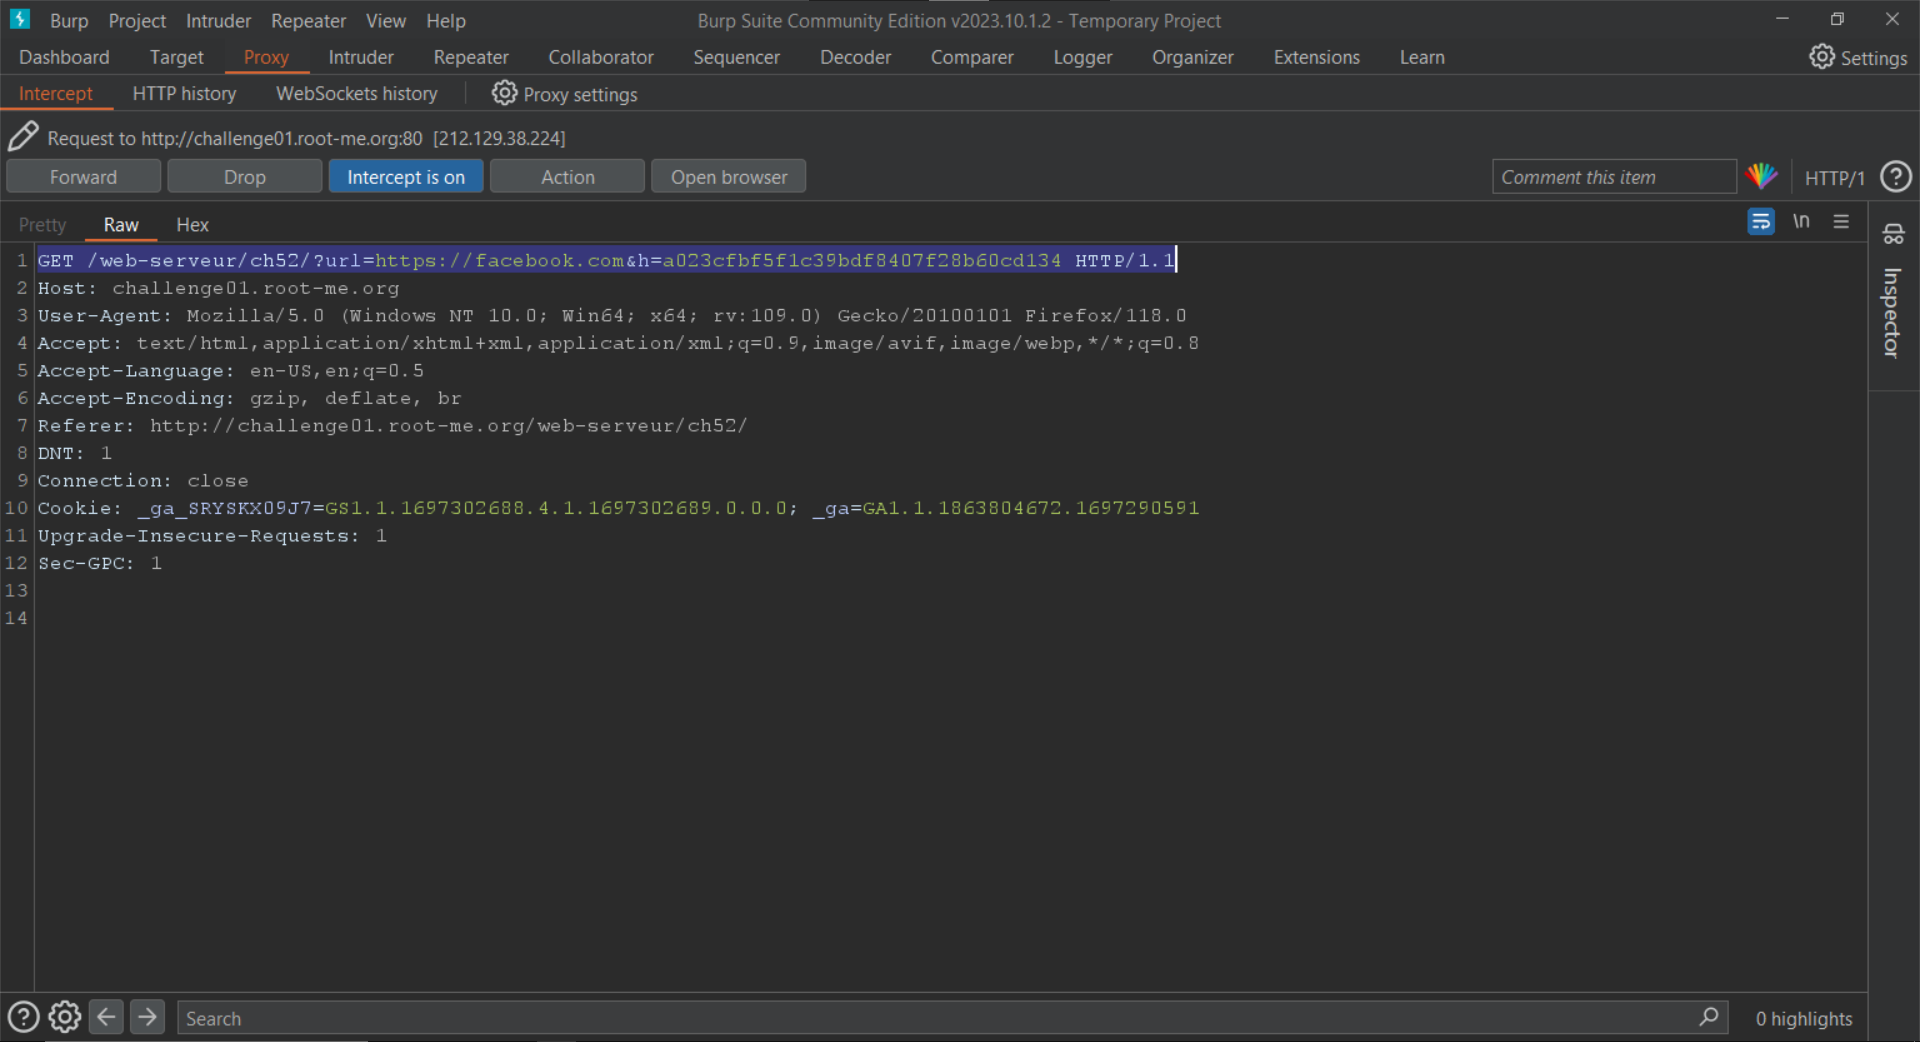 Burp Project Intruder Repeater View Help Burp Suite Community Edition v2023.10.1.2 - Temporary Project
Dashboard Target Proxy Intruder Repeater Collaborator Sequencer Decoder Comparer Logger Organizer Extensions Learn Settings
Intercept HTTP history WebSockets history Proxy settings
Request to http://challenge01.root-me.org:80 [212.129.38.224]
Forward Drop Intercept is on Action Open browser Comment this item HTTP/1
Pretty Raw Hex \n
1 GET /web-serveur/ch52/?url=https://facebook.com&h=a023cfbf5f1c39bdf8407f28b60cd134 HTTP/1.1
2 Host: challenge01.root-me.org
3 User-Agent: Mozilla/5.0 (Windows NT 10.0; Win64; x64; rv:109.0) Gecko/20100101 Firefox/118.0
4 Accept: text/html,application/xhtml+xml,application/xml;q=0.9,image/avif,image/webp,*/*;q=0.8
5 Accept-Language: en-US,en;q=0.5
6 Accept-Encoding: gzip, deflate, br
7 Referer: http://challenge01.root-me.org/web-serveur/ch52/
8 DNT: 1
9 Connection: close
10 Cookie: _ga_SRYSKX09J7=GS1.1.1697302688.4.1.1697302689.0.0.0; _ga=GA1.1.1863804672.1697290591
11 Upgrade-Insecure-Requests: 1
12 Sec-GPC: 1
13
14
Inspector
Search 0 highlights